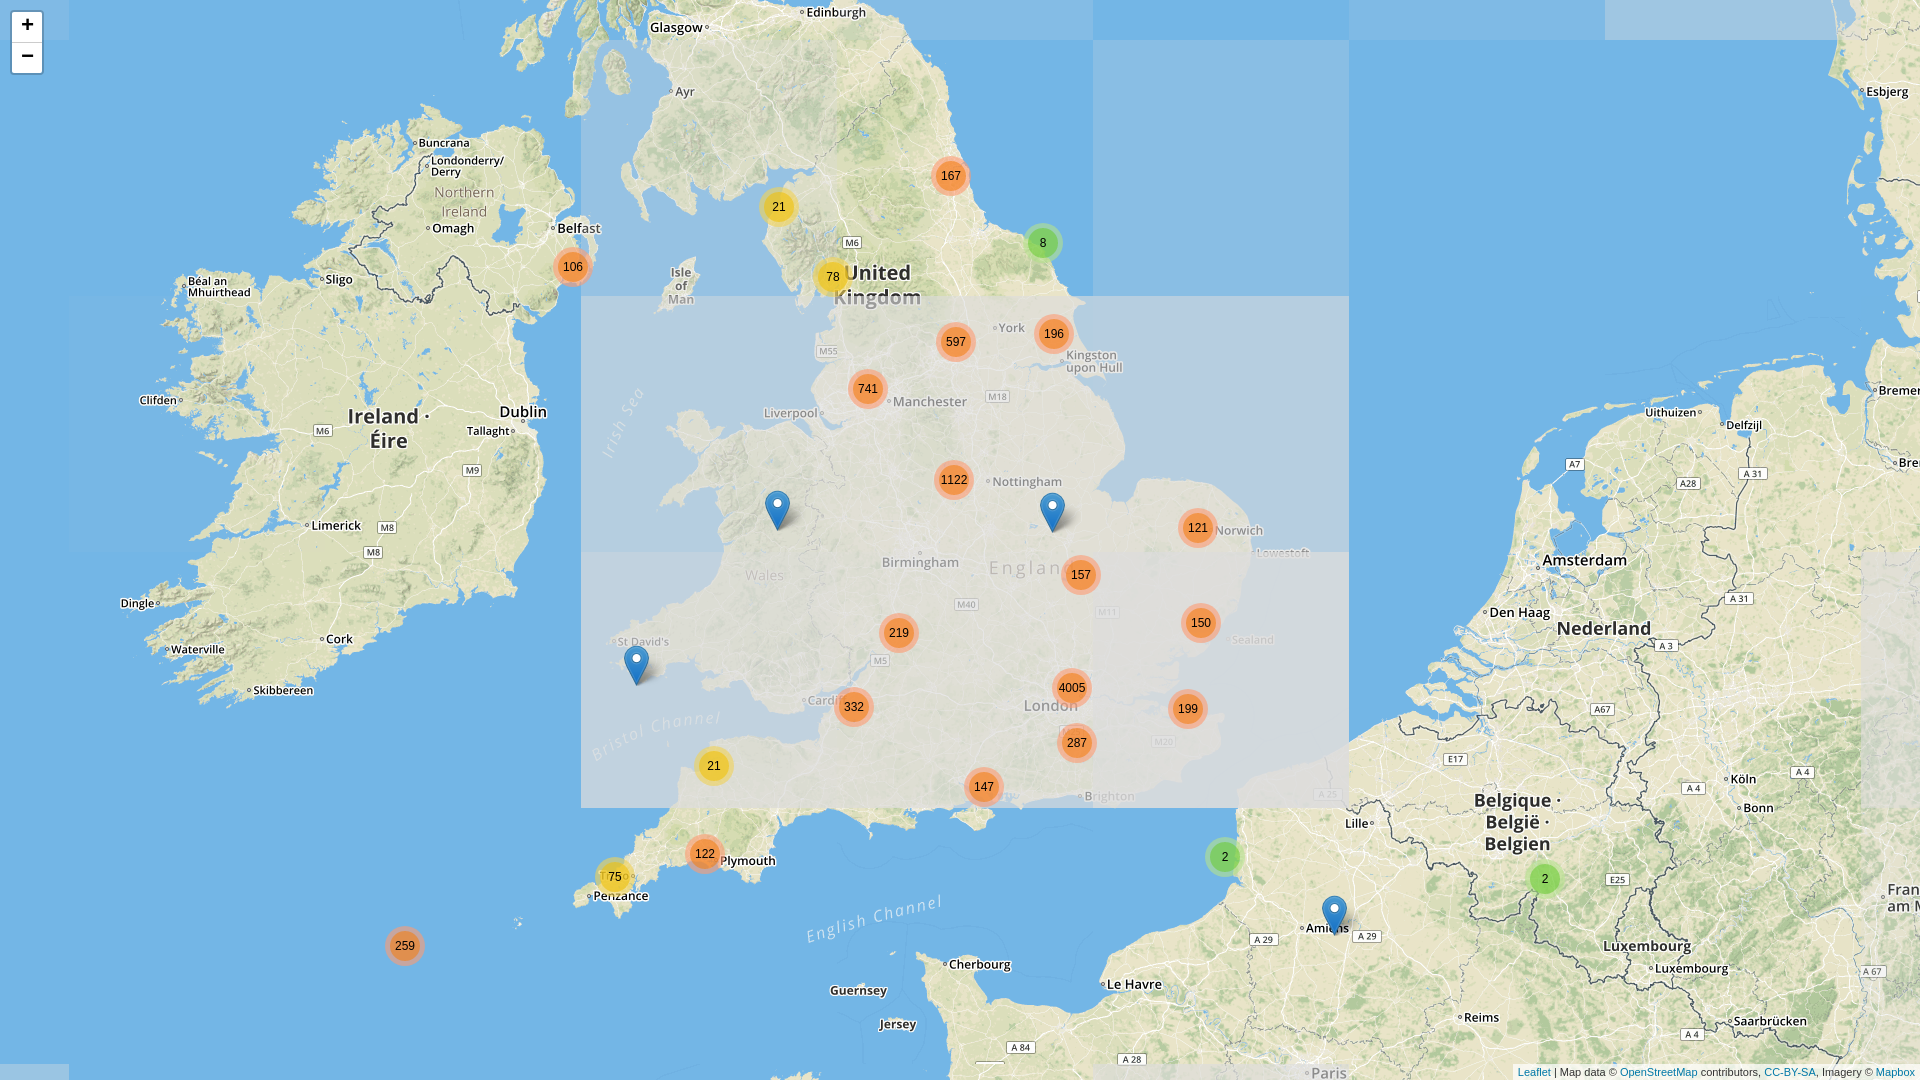 +
−
Glasgow
Edinburgh
Ayr
Esbjerg
Buncrana
Londonderry/
Derry
Northern
Ireland
Omagh
Belfast
167
21
8
M6
106
78
United
Kingdom
Isle
of
Man
Sligo
Béal an
Mhuirthead
York
196
597
M55
Kingston
upon Hull
741
Manchester
M18
Liverpool
Irish Sea
Clifden
Ireland ·
Éire
Dublin
Tallaght
M6
M9
Uithuizen
Delfzijl
Bremer
Bre
A7
A 31
A28
1122
Nottingham
Limerick
M8
M8
121
Norwich
Lowestoft
Birmingham
Englan
157
Wales
Amsterdam
Den Haag
A 31
Nederland
A 3
Dingle
M40
M11
Cork
Waterville
Skibbereen
219
150
Sealand
St David's
M5
4005
London
Cardiff
332
199
287
M20
A67
E17
Bristol Channel
21
147
Brighton
A 25
Köln
A 4
A 4
Bonn
Belgique ·
België ·
Belgien
Lille
122
Plymouth
75
Penzance
2
2
E25
Fran
am M
English Channel
Amiens
A 29
A 29
259
Luxembourg
Luxembourg
A 67
Cherbourg
Le Havre
Guernsey
Jersey
Reims
Saarbrücken
A 4
A 84
A 28
Paris
Leaflet | Map data © OpenStreetMap contributors, CC-BY-SA, Imagery © Mapbox